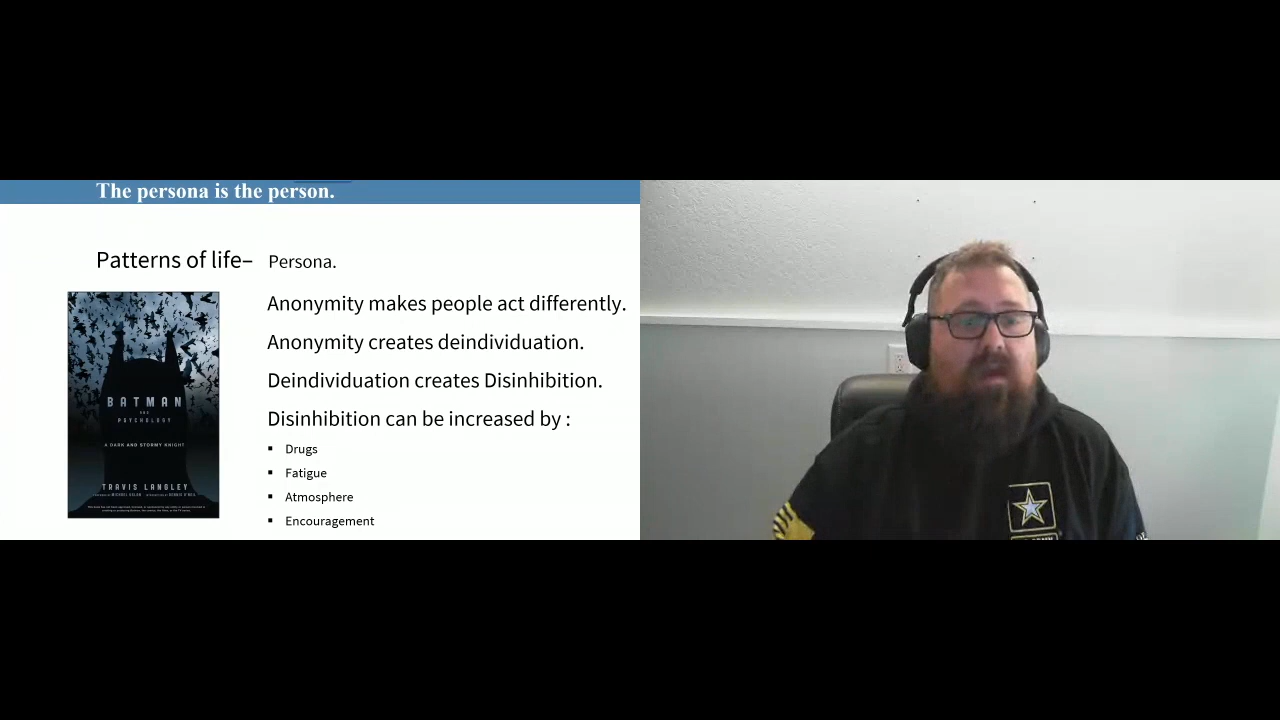 The persona is the person.
Patterns of life– Persona.
Anonymity makes people act differently.
Anonymity creates deindividuation.
Deindividuation creates Disinhibition.
Disinhibition can be increased by :
▪ Drugs
▪ Fatigue
▪ Atmosphere
▪ Encouragement
BATMAN
AND
PSYCHOLOGY
A DARK AND STORMY KNIGHT
TRAVIS LANGLEY